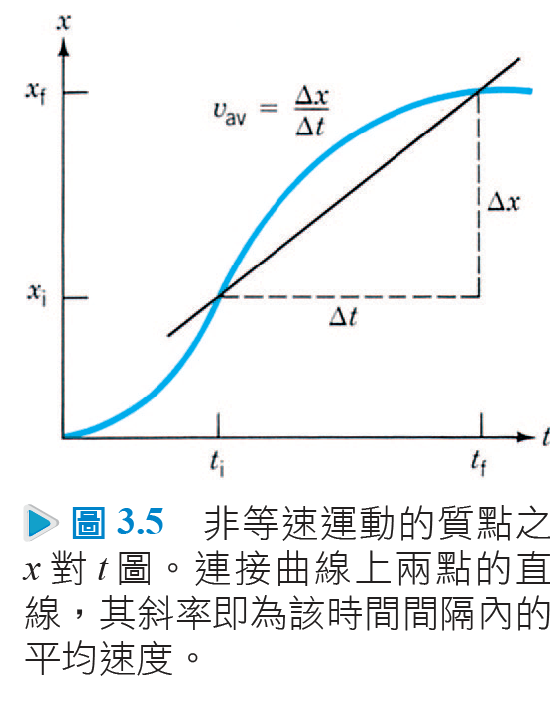 x
x_f
v_av = Δx/Δt
Δx
x_i
Δt
t
t_i
t_f
圖 3.5 非等速運動的質點之
x 對 t 圖。連接曲線上兩點的直
線，其斜率即為該時間間隔內的
平均速度。